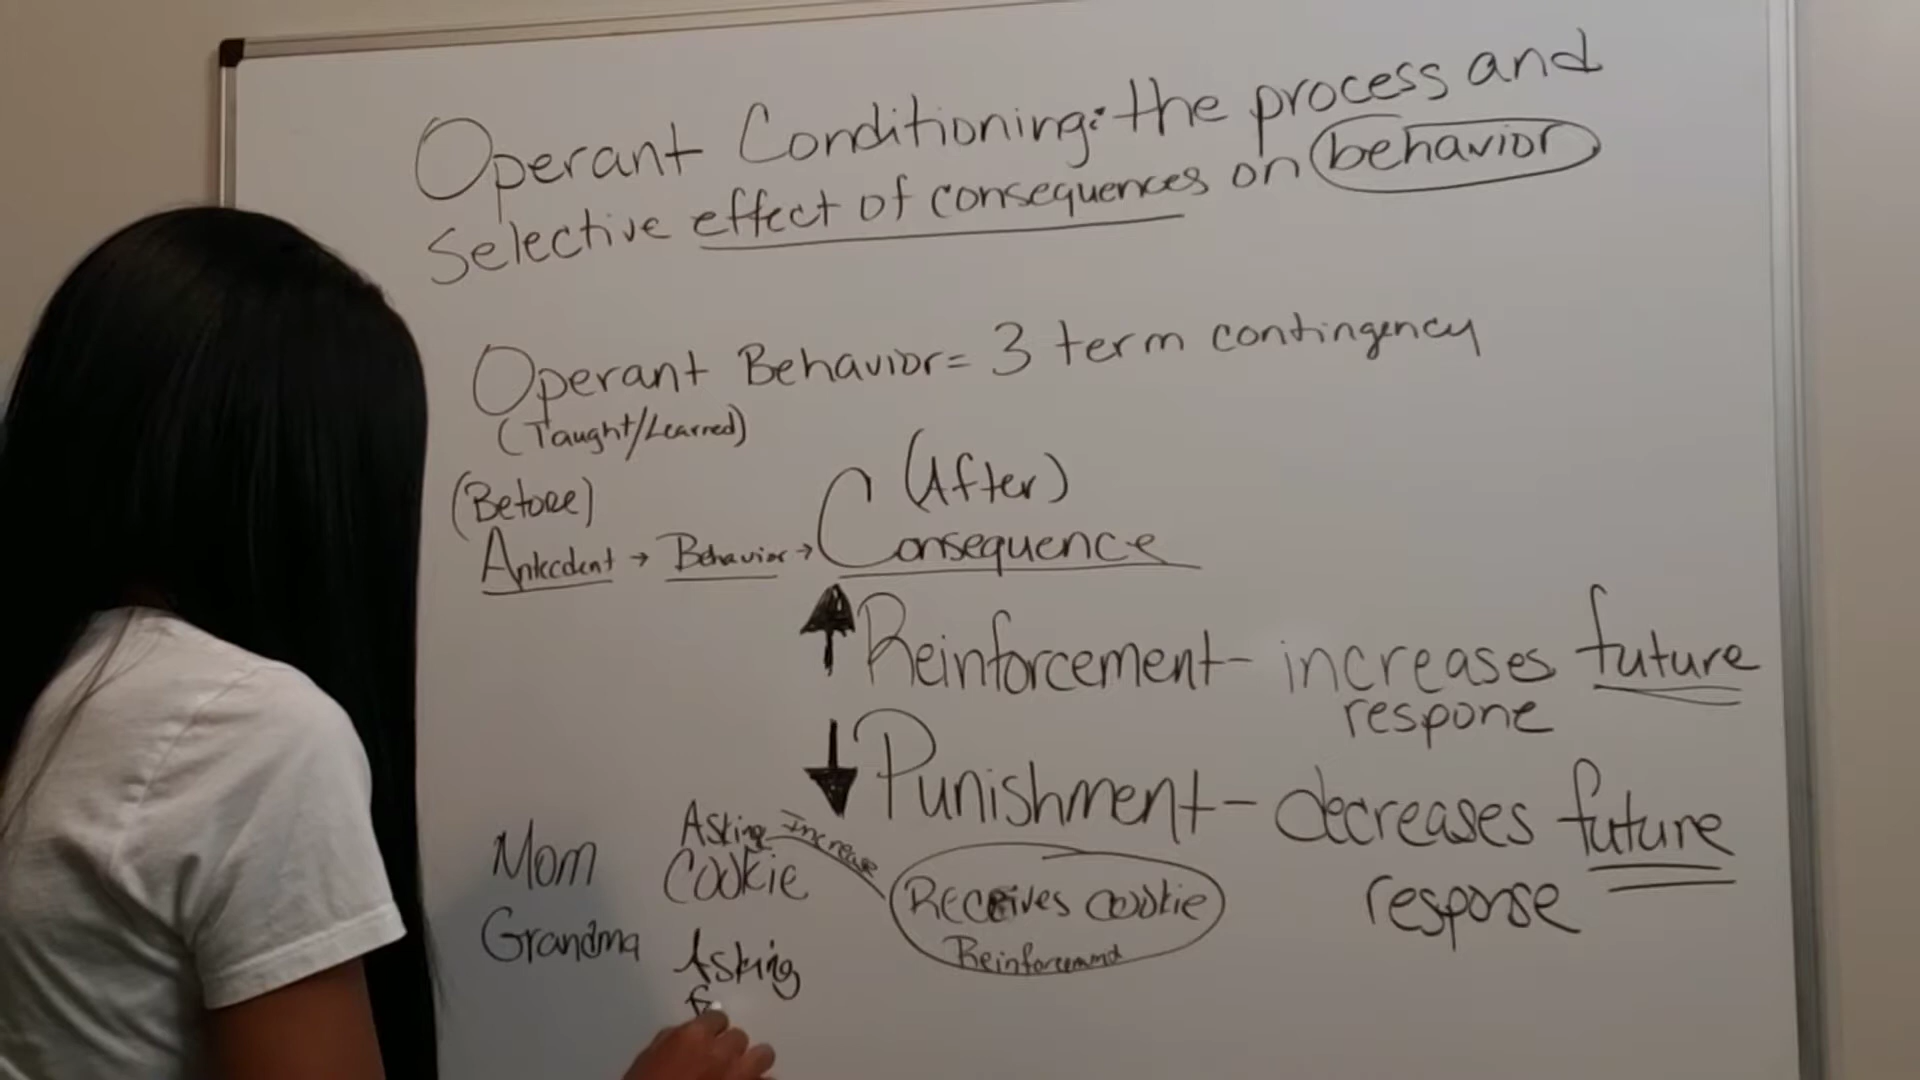 Operant Conditioning: the process and
Selective effect of consequences on behavior
Operant Behavior = 3 term contingency
(Taught/Learned)
(Before)
(After)
Antecdent → Behavior → Consequence
Reinforcement - increases future
respone
Punishment - decreases future
response
Mom
Asking
Increase
Cookie
Receives cookie
Grandma
Asking